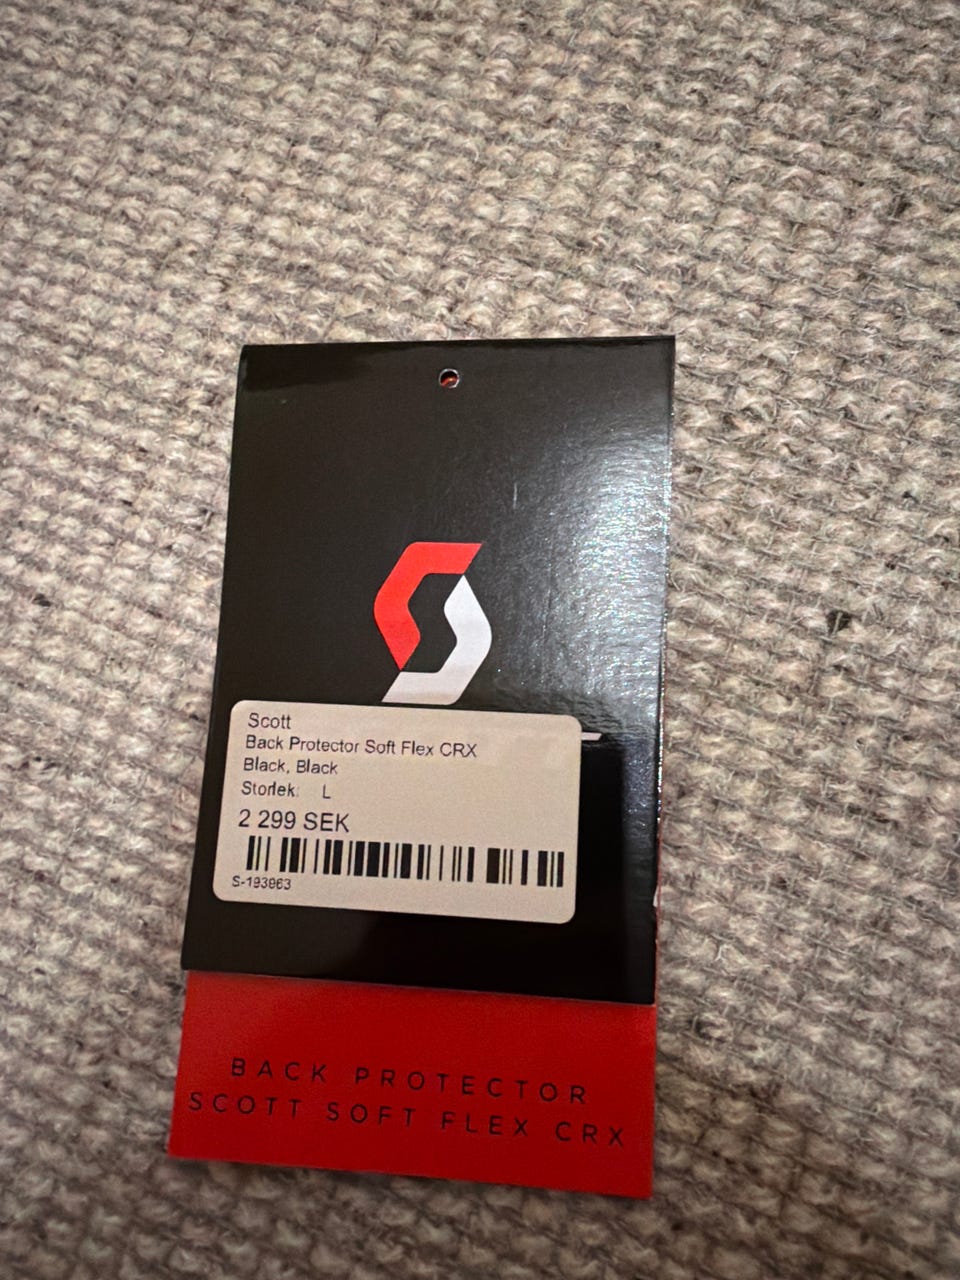 Scott
Back Protector Soft Flex CRX
Black, Black
Storlek: L
2 299 SEK
S-193963
BACK PROTECTOR
SCOTT SOFT FLEX CRX